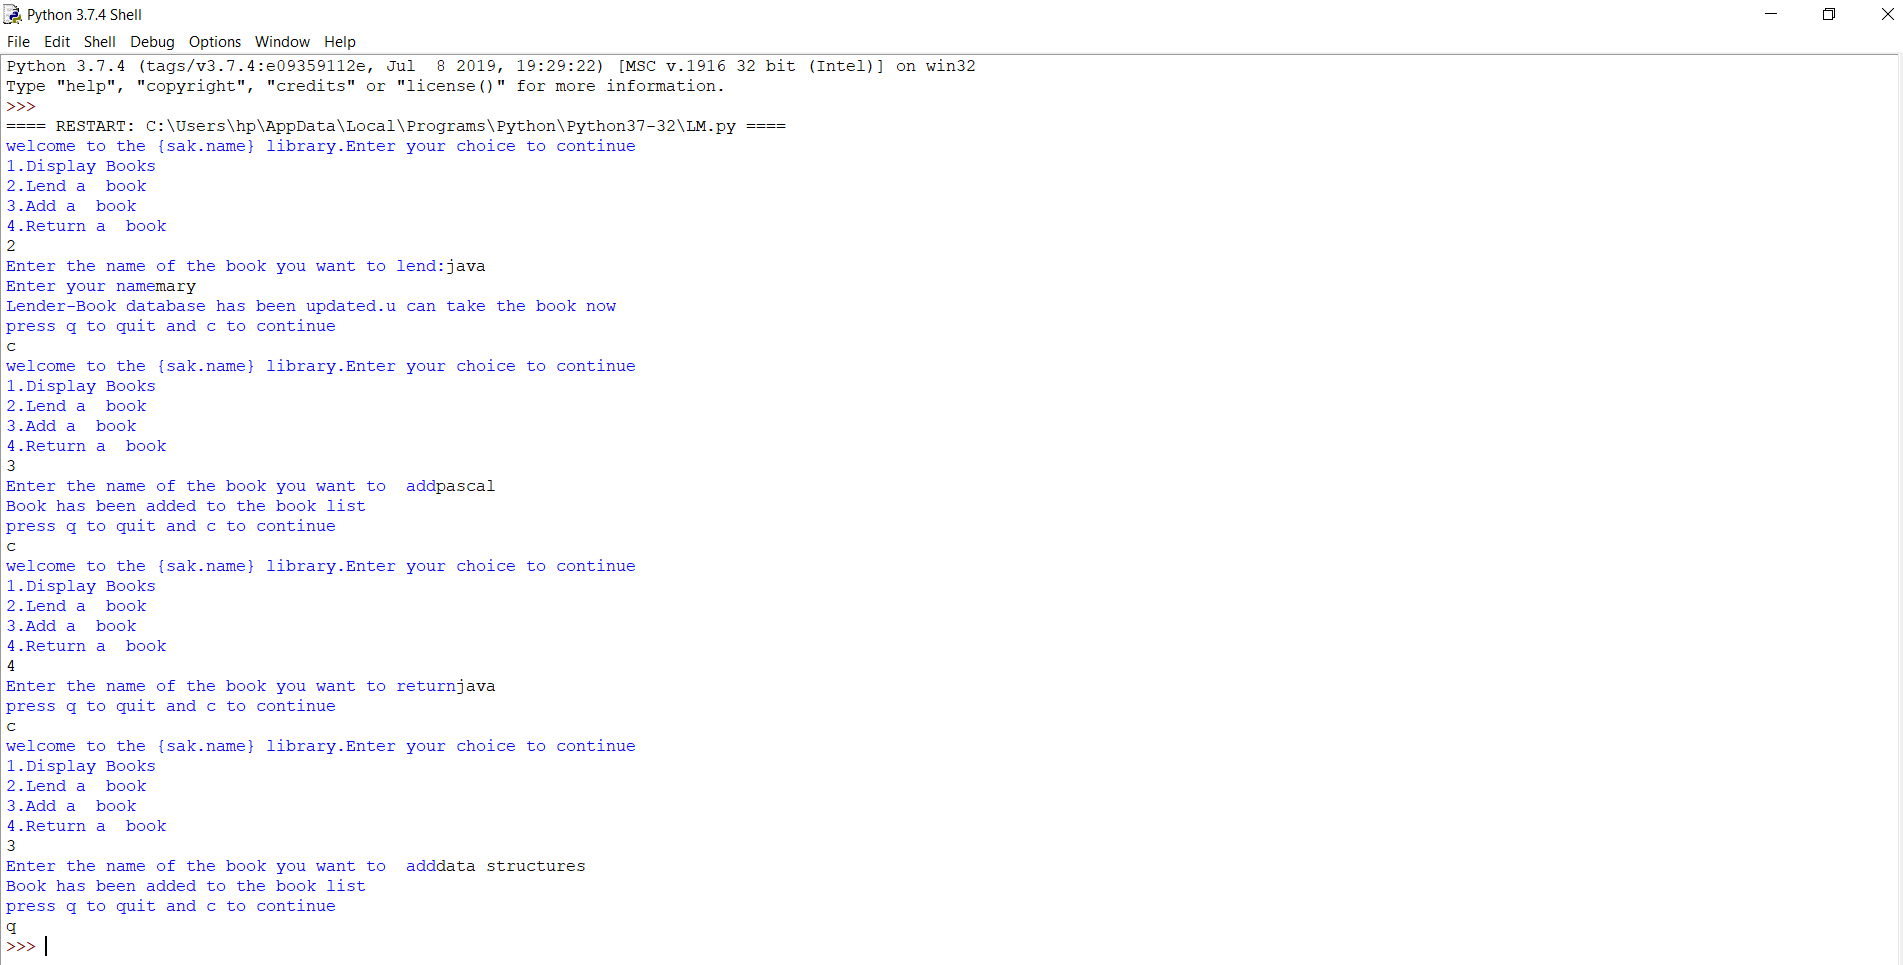 Python 3.7.4 Shell
File Edit Shell Debug Options Window Help
Python 3.7.4 (tags/v3.7.4:e09359112e, Jul  8 2019, 19:29:22) [MSC v.1916 32 bit (Intel)] on win32
Type "help", "copyright", "credits" or "license()" for more information.
>>>
==== RESTART: C:\Users\hp\AppData\Local\Programs\Python\Python37-32\LM.py ====
welcome to the {sak.name} library.Enter your choice to continue
1.Display Books
2.Lend a  book
3.Add a  book
4.Return a  book
2
Enter the name of the book you want to lend:java
Enter your namemary
Lender-Book database has been updated.u can take the book now
press q to quit and c to continue
c
welcome to the {sak.name} library.Enter your choice to continue
1.Display Books
2.Lend a  book
3.Add a  book
4.Return a  book
3
Enter the name of the book you want to  addpascal
Book has been added to the book list
press q to quit and c to continue
c
welcome to the {sak.name} library.Enter your choice to continue
1.Display Books
2.Lend a  book
3.Add a  book
4.Return a  book
4
Enter the name of the book you want to returnjava
press q to quit and c to continue
c
welcome to the {sak.name} library.Enter your choice to continue
1.Display Books
2.Lend a  book
3.Add a  book
4.Return a  book
3
Enter the name of the book you want to  adddata structures
Book has been added to the book list
press q to quit and c to continue
q
>>>